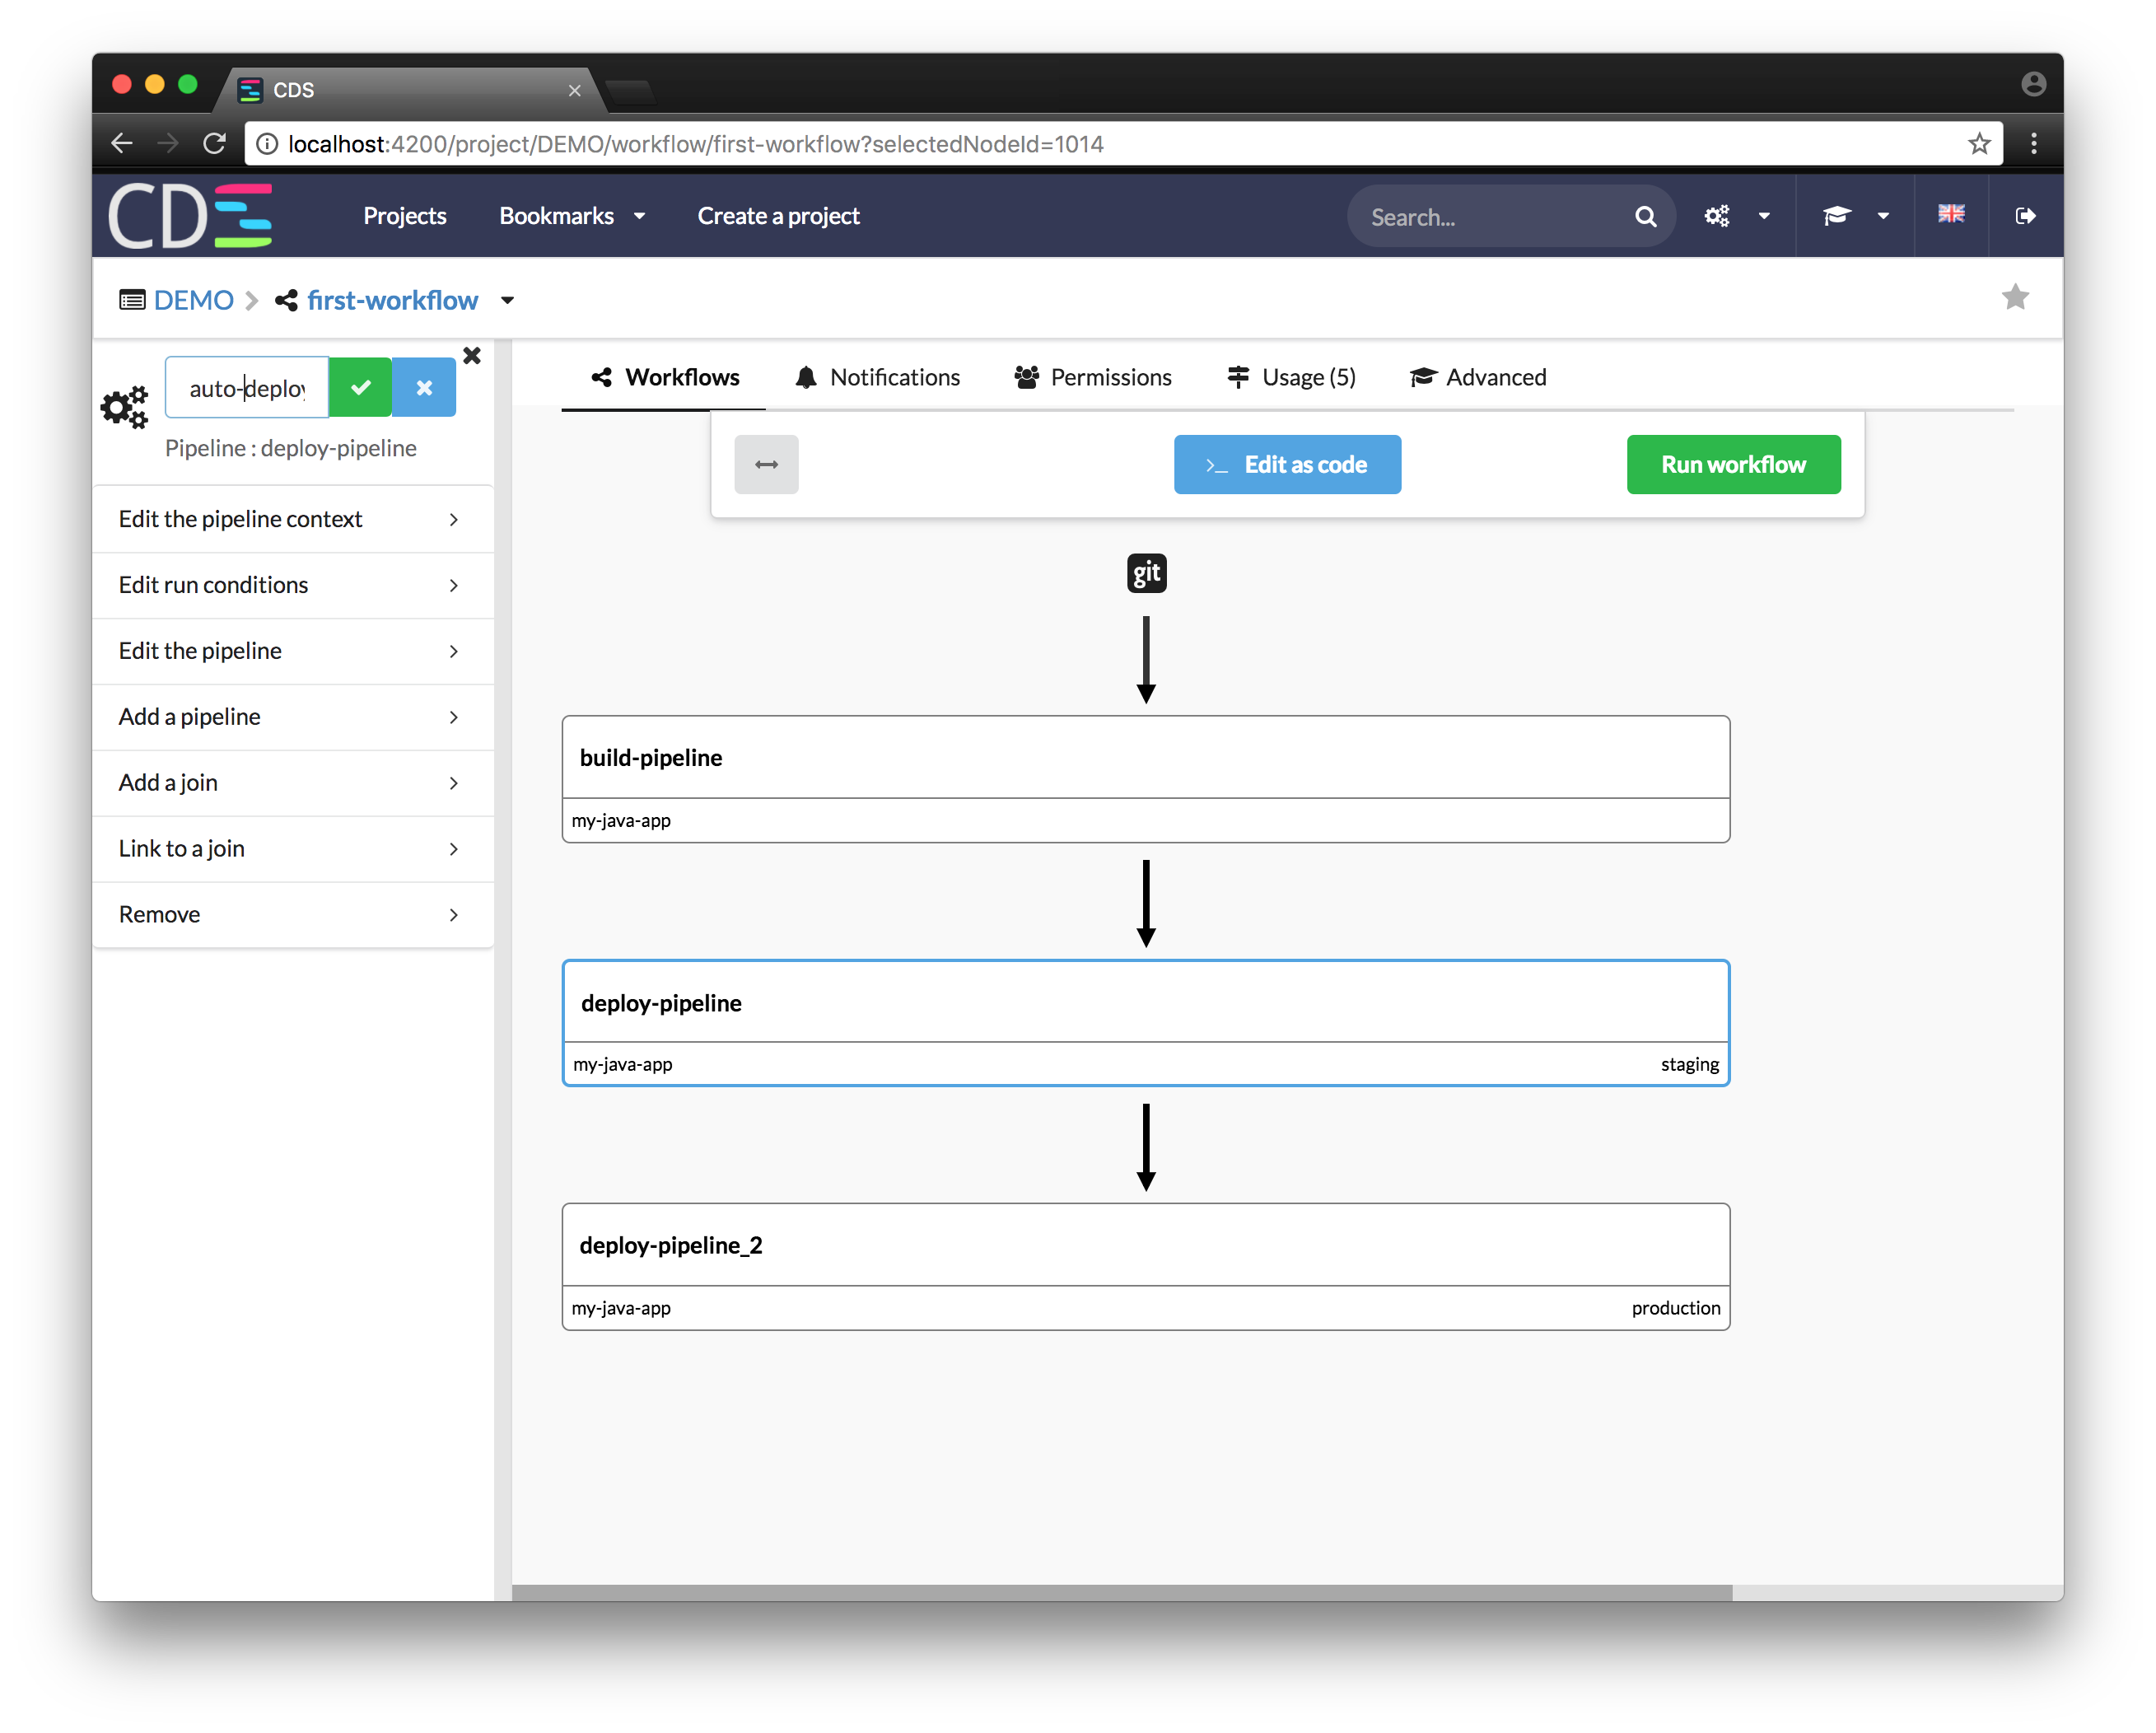 CDS
localhost:4200/project/DEMO/workflow/first-workflow?selectedNodeId=1014
CDS Projects Bookmarks Create a project Search...
DEMO first-workflow
auto-deploy
Pipeline : deploy-pipeline
Edit the pipeline context
Edit run conditions
Edit the pipeline
Add a pipeline
Add a join
Link to a join
Remove
Workflows Notifications Permissions Usage (5) Advanced
>_ Edit as code Run workflow
git
build-pipeline
my-java-app
deploy-pipeline
my-java-app staging
deploy-pipeline_2
my-java-app production